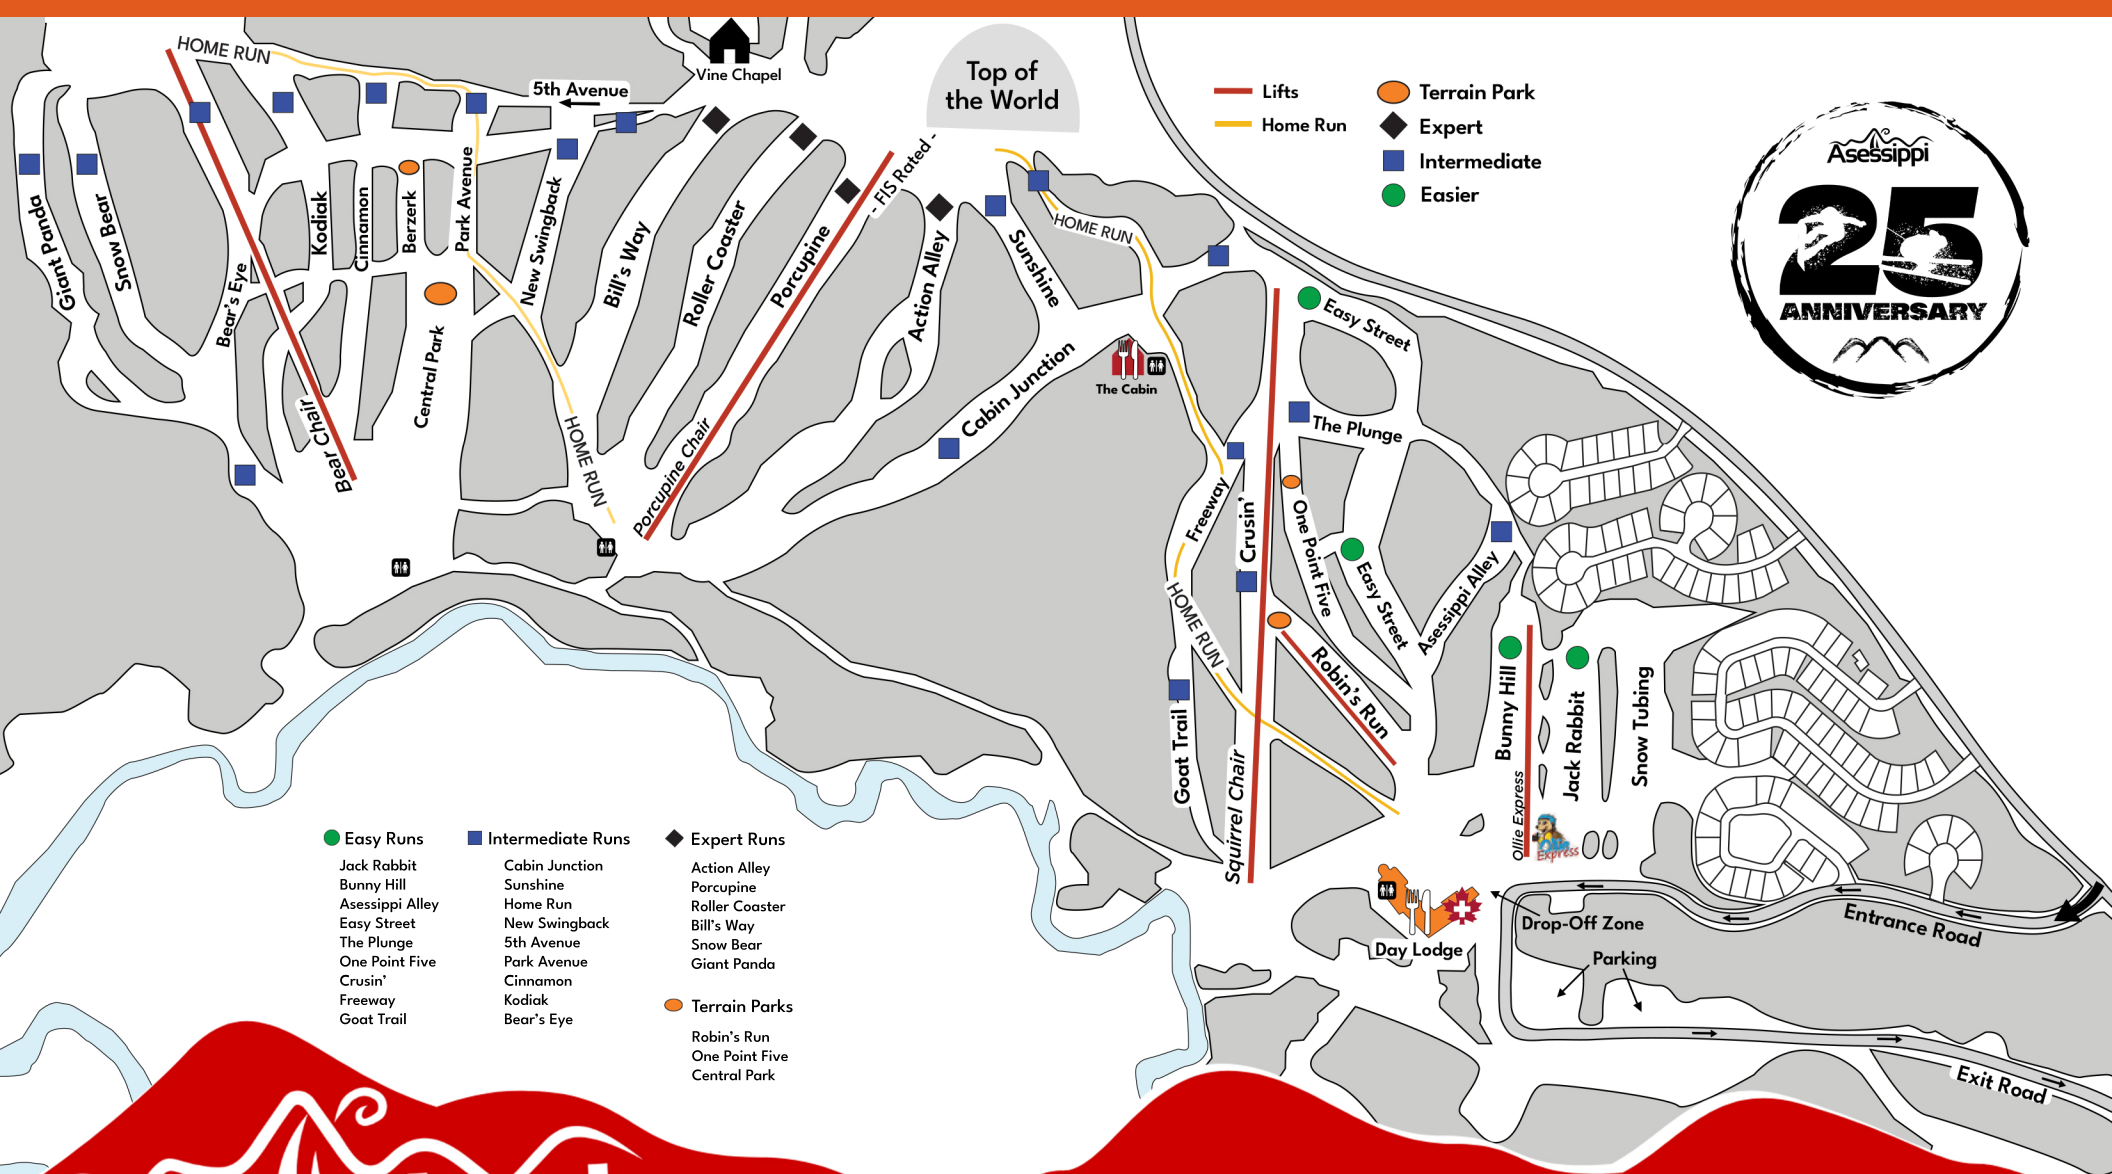 HOME RUN
Vine Chapel
5th Avenue
Top of
the World
- FIS Rated -
Lifts
Home Run
Terrain Park
Expert
Intermediate
Easier
Asessippi
25
ANNIVERSARY
Giant Panda
Snow Bear
Bear's Eye
Kodiak
Cinnamon
Berzerk
Park Avenue
New Swingback
Bill's Way
Roller Coaster
Porcupine
Action Alley
Sunshine
HOME RUN
Central Park
Bear Chair
HOME RUN
Porcupine Chair
Cabin Junction
The Cabin
Easy Street
The Plunge
Freeway
Crusin'
One Point Five
Easy Street
Asessippi Alley
HOME RUN
Robin's Run
Goat Trail
Squirrel Chair
Bunny Hill
Ollie Express
Jack Rabbit
Snow Tubing
Ollie
Express
Day Lodge
Drop-Off Zone
Parking
Entrance Road
Exit Road
Easy Runs
Jack Rabbit
Bunny Hill
Asessippi Alley
Easy Street
The Plunge
One Point Five
Crusin'
Freeway
Goat Trail
Intermediate Runs
Cabin Junction
Sunshine
Home Run
New Swingback
5th Avenue
Park Avenue
Cinnamon
Kodiak
Bear's Eye
Expert Runs
Action Alley
Porcupine
Roller Coaster
Bill's Way
Snow Bear
Giant Panda
Terrain Parks
Robin's Run
One Point Five
Central Park